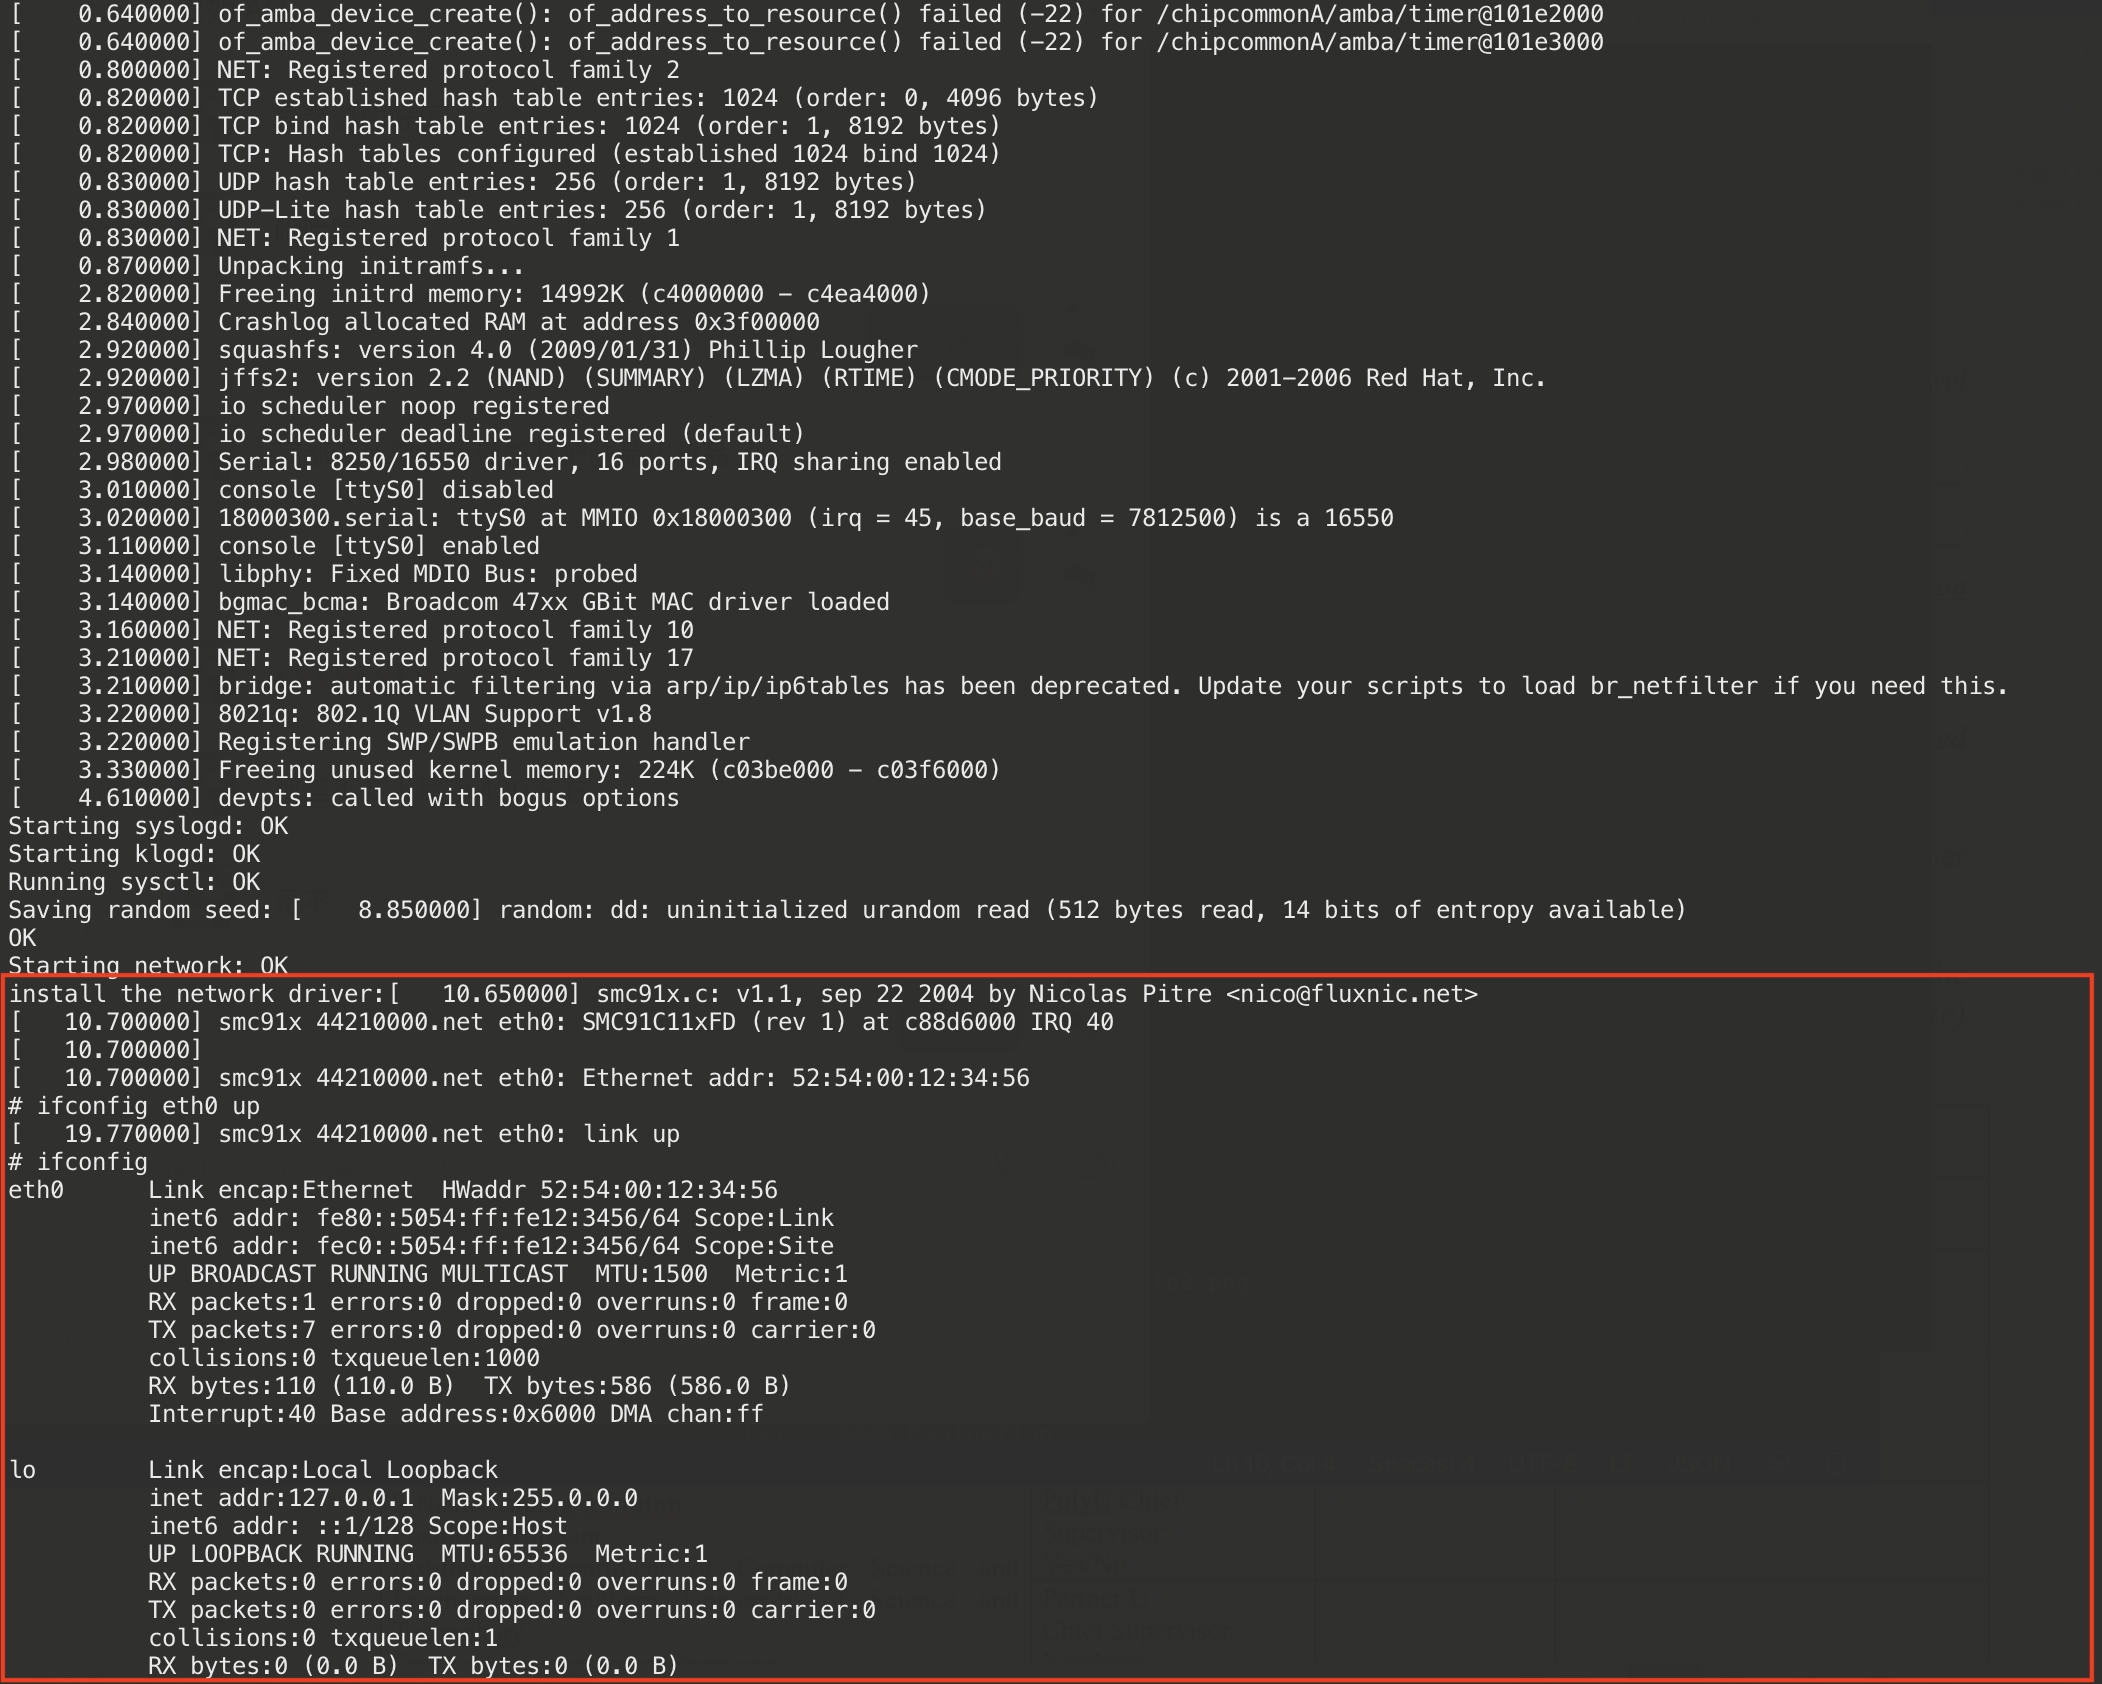 [    0.640000] of_amba_device_create(): of_address_to_resource() failed (-22) for /chipcommonA/amba/timer@101e2000
[    0.640000] of_amba_device_create(): of_address_to_resource() failed (-22) for /chipcommonA/amba/timer@101e3000
[    0.800000] NET: Registered protocol family 2
[    0.820000] TCP established hash table entries: 1024 (order: 0, 4096 bytes)
[    0.820000] TCP bind hash table entries: 1024 (order: 1, 8192 bytes)
[    0.820000] TCP: Hash tables configured (established 1024 bind 1024)
[    0.830000] UDP hash table entries: 256 (order: 1, 8192 bytes)
[    0.830000] UDP-Lite hash table entries: 256 (order: 1, 8192 bytes)
[    0.830000] NET: Registered protocol family 1
[    0.870000] Unpacking initramfs...
[    2.820000] Freeing initrd memory: 14992K (c4000000 - c4ea4000)
[    2.840000] Crashlog allocated RAM at address 0x3f00000
[    2.920000] squashfs: version 4.0 (2009/01/31) Phillip Lougher
[    2.920000] jffs2: version 2.2 (NAND) (SUMMARY) (LZMA) (RTIME) (CMODE_PRIORITY) (c) 2001-2006 Red Hat, Inc.
[    2.970000] io scheduler noop registered
[    2.970000] io scheduler deadline registered (default)
[    2.980000] Serial: 8250/16550 driver, 16 ports, IRQ sharing enabled
[    3.010000] console [ttyS0] disabled
[    3.020000] 18000300.serial: ttyS0 at MMIO 0x18000300 (irq = 45, base_baud = 7812500) is a 16550
[    3.110000] console [ttyS0] enabled
[    3.140000] libphy: Fixed MDIO Bus: probed
[    3.140000] bgmac_bcma: Broadcom 47xx GBit MAC driver loaded
[    3.160000] NET: Registered protocol family 10
[    3.210000] NET: Registered protocol family 17
[    3.210000] bridge: automatic filtering via arp/ip/ip6tables has been deprecated. Update your scripts to load br_netfilter if you need this.
[    3.220000] 8021q: 802.1Q VLAN Support v1.8
[    3.220000] Registering SWP/SWPB emulation handler
[    3.330000] Freeing unused kernel memory: 224K (c03be000 - c03f6000)
[    4.610000] devpts: called with bogus options
Starting syslogd: OK
Starting klogd: OK
Running sysctl: OK
Saving random seed: [    8.850000] random: dd: uninitialized urandom read (512 bytes read, 14 bits of entropy available)
OK
Starting network: OK
install the network driver:[   10.650000] smc91x.c: v1.1, sep 22 2004 by Nicolas Pitre <nico@fluxnic.net>
[   10.700000] smc91x 44210000.net eth0: SMC91C11xFD (rev 1) at c88d6000 IRQ 40
[   10.700000]
[   10.700000] smc91x 44210000.net eth0: Ethernet addr: 52:54:00:12:34:56
# ifconfig eth0 up
[   19.770000] smc91x 44210000.net eth0: link up
# ifconfig
eth0      Link encap:Ethernet  HWaddr 52:54:00:12:34:56
          inet6 addr: fe80::5054:ff:fe12:3456/64 Scope:Link
          inet6 addr: fec0::5054:ff:fe12:3456/64 Scope:Site
          UP BROADCAST RUNNING MULTICAST  MTU:1500  Metric:1
          RX packets:1 errors:0 dropped:0 overruns:0 frame:0
          TX packets:7 errors:0 dropped:0 overruns:0 carrier:0
          collisions:0 txqueuelen:1000
          RX bytes:110 (110.0 B)  TX bytes:586 (586.0 B)
          Interrupt:40 Base address:0x6000 DMA chan:ff
lo        Link encap:Local Loopback
          inet addr:127.0.0.1  Mask:255.0.0.0
          inet6 addr: ::1/128 Scope:Host
          UP LOOPBACK RUNNING  MTU:65536  Metric:1
          RX packets:0 errors:0 dropped:0 overruns:0 frame:0
          TX packets:0 errors:0 dropped:0 overruns:0 carrier:0
          collisions:0 txqueuelen:1
          RX bytes:0 (0.0 B)  TX bytes:0 (0.0 B)